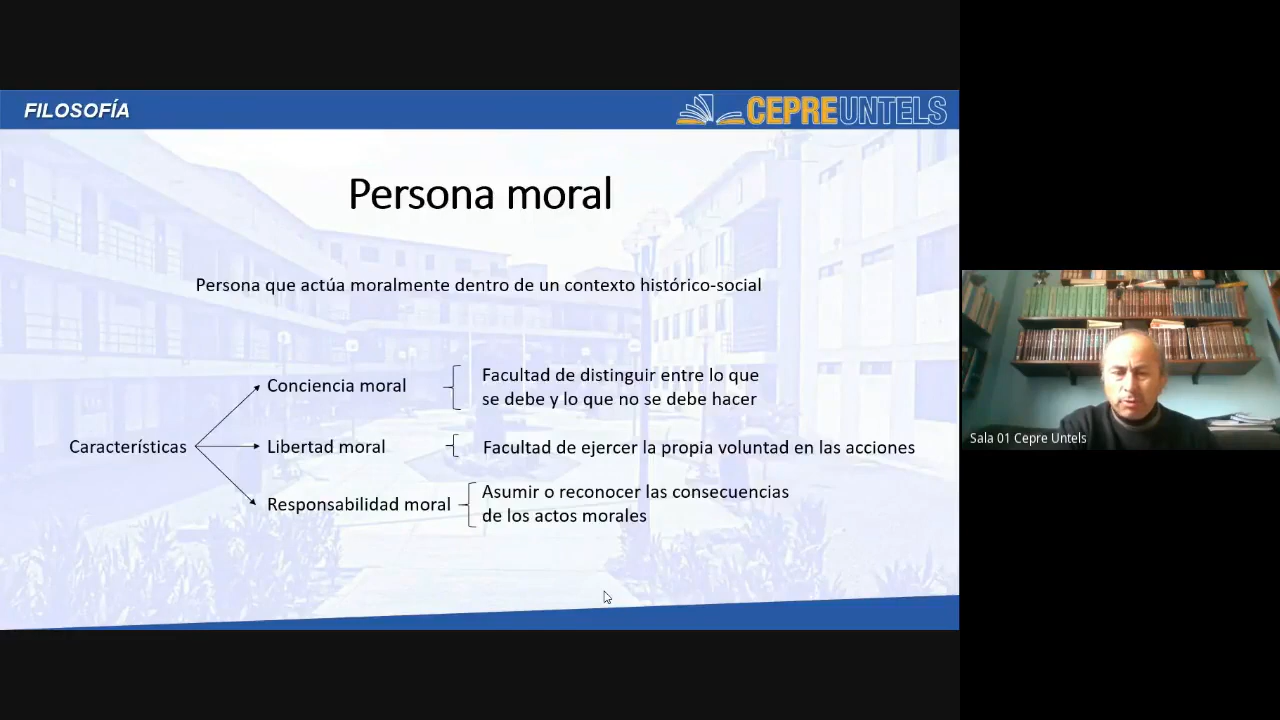 FILOSOFÍA
CEPREUNTELS
Persona moral
Persona que actúa moralmente dentro de un contexto histórico-social
Conciencia moral
Facultad de distinguir entre lo que
se debe y lo que no se debe hacer
Características
Libertad moral
Facultad de ejercer la propia voluntad en las acciones
Responsabilidad moral
Asumir o reconocer las consecuencias
de los actos morales
Sala 01 Cepre Untels